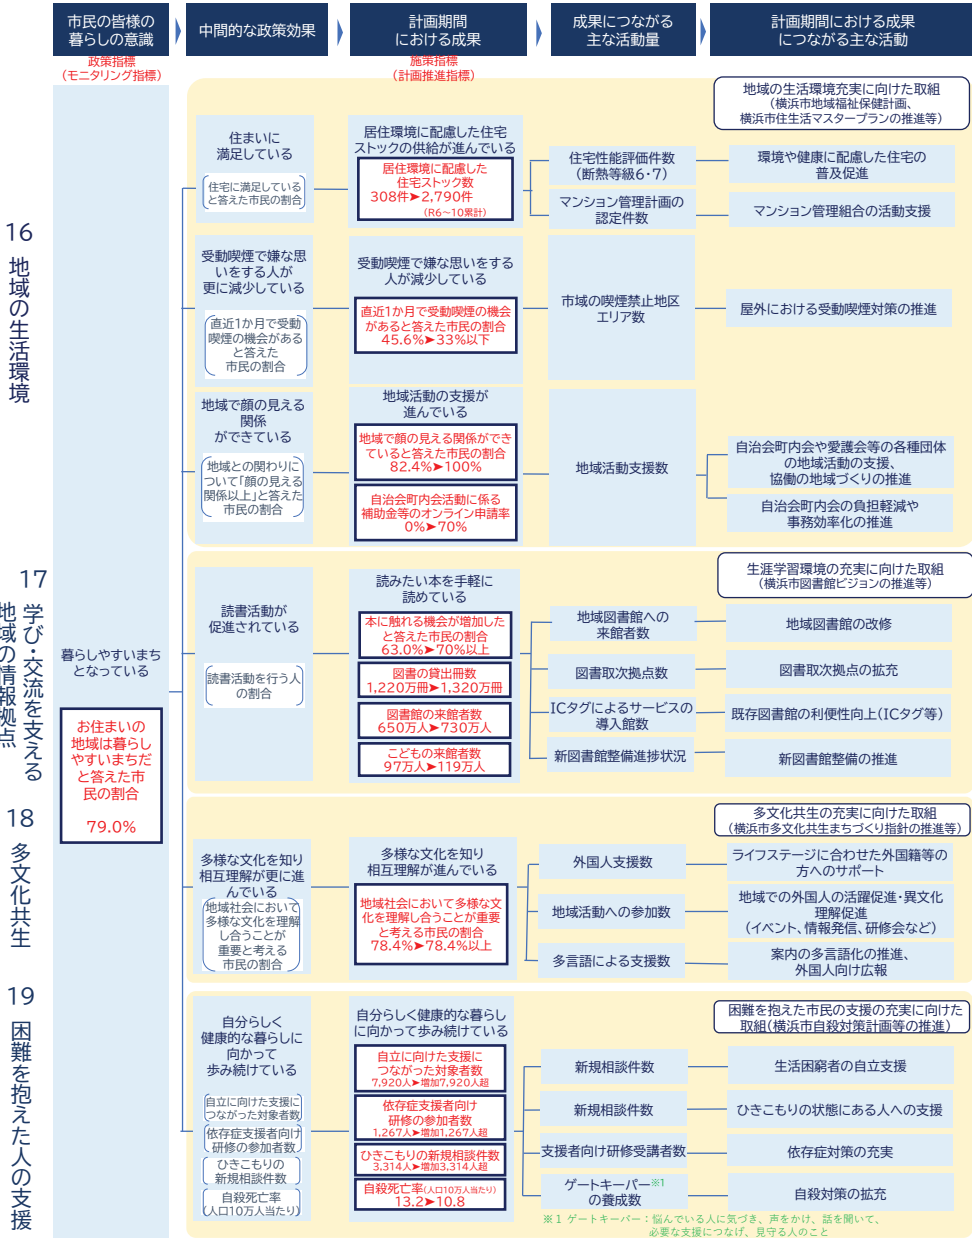 市民の皆様の
暮らしの意識
中間的な政策効果
計画期間
における成果
成果につながる
主な活動量
計画期間における成果
につながる主な活動
政策指標
(モニタリング指標)
施策指標
(計画推進指標)
16 地域の生活環境
17 学び・交流を支える
地域の情報拠点
18 多文化共生
19 困難を抱えた人の支援
暮らしやすいまち
となっている
お住まいの
地域は暮らし
やすいまちだ
と答えた市
民の割合
79.0%
地域の生活環境充実に向けた取組
(横浜市地域福祉保健計画、
横浜市住生活マスタープランの推進等)
住まいに
満足している
住宅に満足している
と答えた市民の割合
居住環境に配慮した住宅
ストックの供給が進んでいる
居住環境に配慮した
住宅ストック数
308件➤2,790件
(R6~10累計)
住宅性能評価件数
(断熱等級6・7)
環境や健康に配慮した住宅の
普及促進
マンション管理計画の
認定件数
マンション管理組合の活動支援
受動喫煙で嫌な思
いをする人が
更に減少している
直近1か月で受動
喫煙の機会がある
と答えた
市民の割合
受動喫煙で嫌な思いをする
人が減少している
直近1か月で受動喫煙の機会
があると答えた市民の割合
45.6%➤33%以下
市域の喫煙禁止地区
エリア数
屋外における受動喫煙対策の推進
地域で顔の見える
関係
ができている
地域との関わりに
ついて「顔の見える
関係以上」と答えた
市民の割合
地域活動の支援が
進んでいる
地域で顔の見える関係ができ
ていると答えた市民の割合
82.4%➤100%
自治会町内会活動に係る
補助金等のオンライン申請率
0%➤70%
地域活動支援数
自治会町内会や愛護会等の各種団体
の地域活動の支援、
協働の地域づくりの推進
自治会町内会の負担軽減や
事務効率化の推進
生涯学習環境の充実に向けた取組
(横浜市図書館ビジョンの推進等)
読書活動が
促進されている
読書活動を行う人
の割合
読みたい本を手軽に
読めている
本に触れる機会が増加した
と答えた市民の割合
63.0%➤70%以上
図書の貸出冊数
1,220万冊➤1,320万冊
図書館の来館者数
650万人➤730万人
こどもの来館者数
97万人➤119万人
地域図書館への
来館者数
地域図書館の改修
図書取次拠点数
図書取次拠点の拡充
ICタグによるサービスの
導入館数
既存図書館の利便性向上(ICタグ等)
新図書館整備進捗状況
新図書館整備の推進
多文化共生の充実に向けた取組
(横浜市多文化共生まちづくり指針の推進等)
多様な文化を知り
相互理解が更に進
んでいる
地域社会において
多様な文化を理解
し合うことが
重要と考える
市民の割合
多様な文化を知り
相互理解が進んでいる
地域社会において多様な文
化を理解し合うことが重要
と考える市民の割合
78.4%➤78.4%以上
外国人支援数
ライフステージに合わせた外国籍等の
方へのサポート
地域活動への参加数
地域での外国人の活躍促進・異文化
理解促進
(イベント、情報発信、研修会など)
多言語による支援数
案内の多言語化の推進、
外国人向け広報
困難を抱えた市民の支援の充実に向けた
取組(横浜市自殺対策計画等の推進)
自分らしく
健康的な暮らしに
向かって
歩み続けている
自立に向けた支援に
つながった対象者数
依存症支援者向け
研修の参加者数
ひきこもりの
新規相談件数
自殺死亡率
(人口10万人当たり)
自分らしく健康的な暮らし
に向かって歩み続けている
自立に向けた支援に
つながった対象者数
7,920人➤増加7,920人超
依存症支援者向け
研修の参加者数
1,267人➤増加1,267人超
ひきこもりの新規相談件数
3,314人➤増加3,314人超
自殺死亡率(人口10万人当たり)
13.2➤10.8
新規相談件数
生活困窮者の自立支援
新規相談件数
ひきこもりの状態にある人への支援
支援者向け研修受講者数
依存症対策の充実
ゲートキーパー※1
の養成数
自殺対策の拡充
※1 ゲートキーパー:悩んでいる人に気づき、声をかけ、話を聞いて、
必要な支援につなげ、見守る人のこと